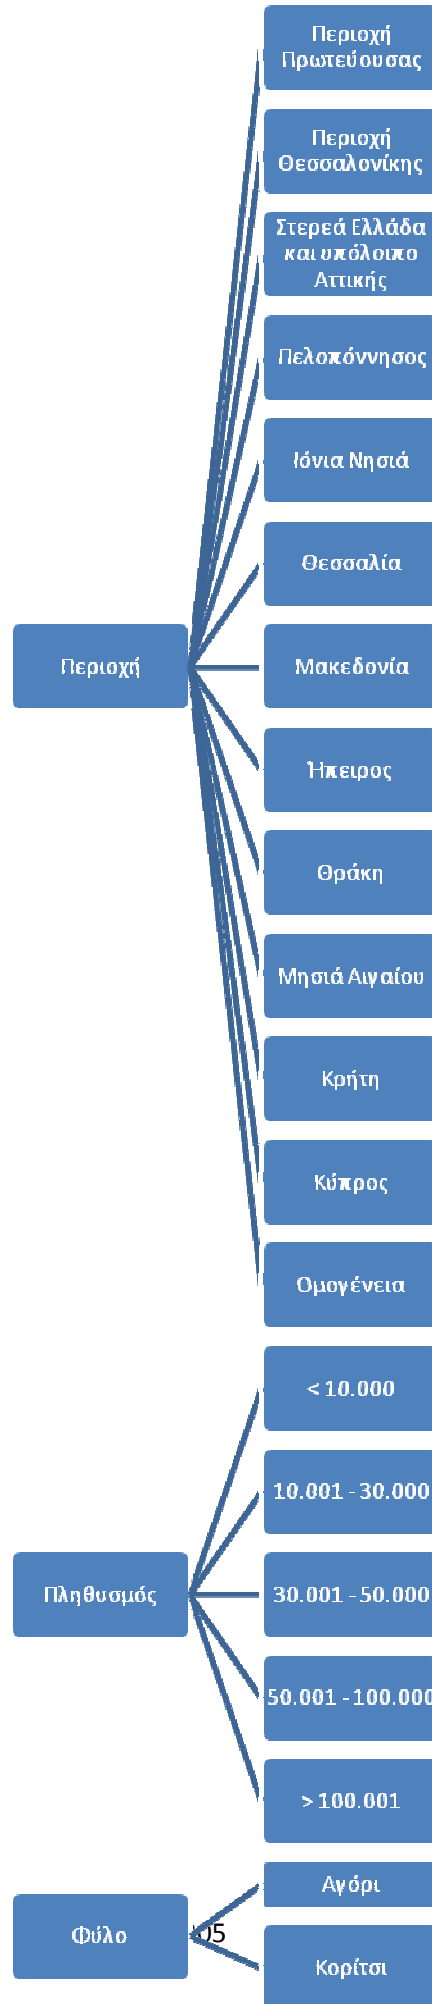 Περιοχή
Περιοχή
Πρωτεύουσας
Περιοχή
Θεσσαλονίκης
Στερεά Ελλάδα
και υπόλοιπο
Αττικής
Πελοπόννησος
Ιόνια Νησιά
Θεσσαλία
Μακεδονία
Ήπειρος
Θράκη
Μησιά Αιγαίου
Κρήτη
Κύπρος
Ομογένεια
Πληθυσμός
< 10.000
10.001 - 30.000
30.001 - 50.000
50.001 - 100.000
> 100.001
Φύλο
Αγόρι
Κορίτσι